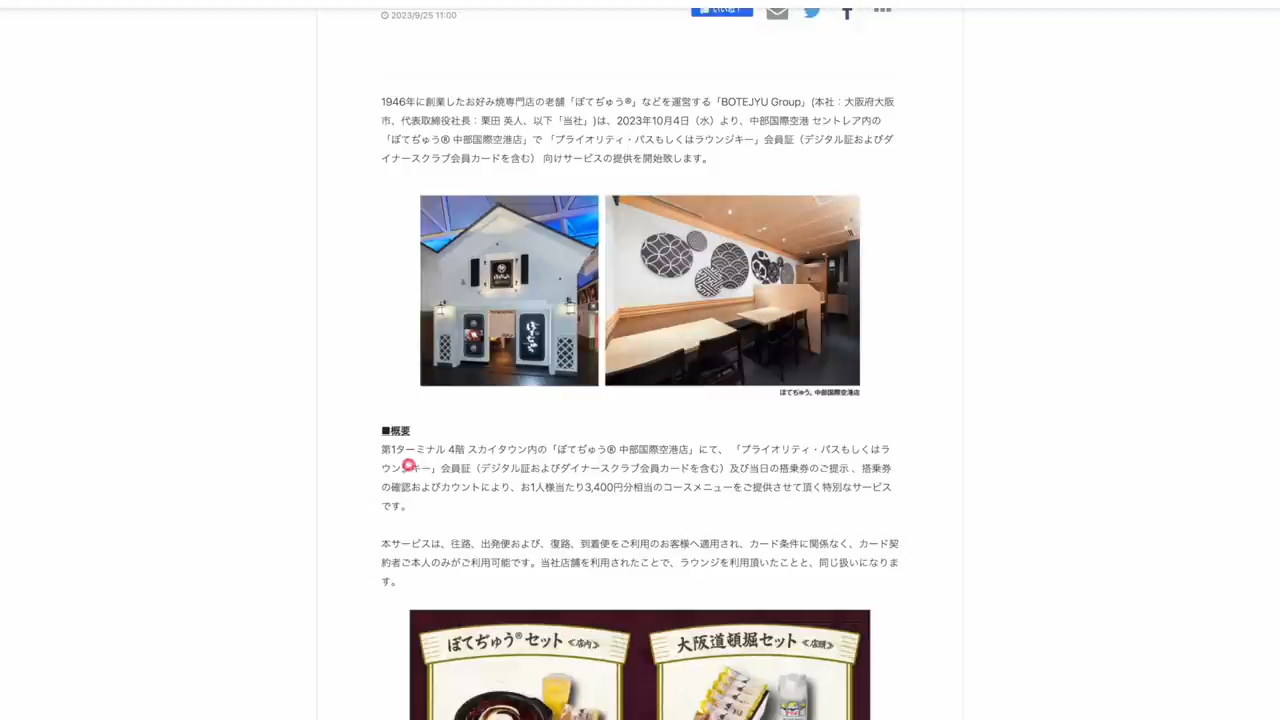 2023/9/25 11:00
いいね！
1946年に創業したお好み焼専門店の老舗「ぼてぢゅう®」などを運営する「BOTEJYU Group」(本社：大阪府大阪
市、代表取締役社長：栗田 英人、以下「当社」)は、2023年10月4日（水）より、中部国際空港 セントレア内の
「ぼてぢゅう® 中部国際空港店」で 「プライオリティ・パスもしくはラウンジキー」会員証（デジタル証およびダ
イナースクラブ会員カードを含む） 向けサービスの提供を開始致します。
ぼてぢゅう
ぼてぢゅう® 中部国際空港店
■概要
第1ターミナル 4階 スカイタウン内の「ぼてぢゅう® 中部国際空港店」にて、 「プライオリティ・パスもしくはラ
ウンジキー」会員証（デジタル証およびダイナースクラブ会員カードを含む）及び当日の搭乗券のご提示 、搭乗券
の確認およびカウントにより、お1人様当たり3,400円分相当のコースメニューをご提供させて頂く特別なサービス
です。
本サービスは、往路、出発便および、復路、到着便をご利用のお客様へ適用され、カード条件に関係なく、カード契
約者ご本人のみがご利用可能です。当社店舗を利用されたことで、ラウンジを利用頂いたことと、同じ扱いになりま
す。
ぼてぢゅう®セット≪店内≫
大阪道頓堀セット≪店頭≫